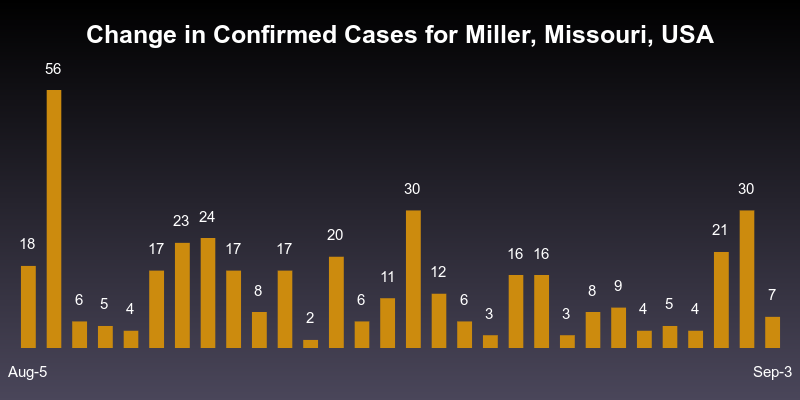 Change in Confirmed Cases for Miller, Missouri, USA
18 56 6 5 4 17 23 24 17 8 17 2 20 6 11 30 12 6 3 16 16 3 8 9 4 5 4 21 30 7
Aug-5 Sep-3